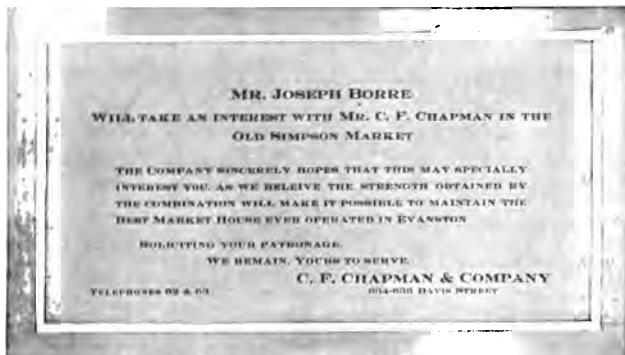 Mr. Joseph Borre
Will take an interest with Mr. C. F. Chapman in the
Old Simpson Market
The Company sincerely hopes that this may specially
interest you, as we beleive the strength obtained by
the combination will make it possible to maintain the
Best Market House ever operated in Evanston
Soliciting your patronage,
We remain, Yours to serve,
C. F. Chapman & Company
Telephones 62 & 63
Davis Street